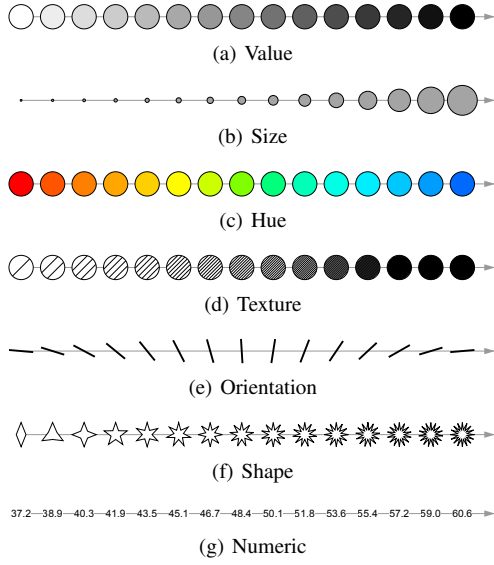 (a) Value
(b) Size
(c) Hue
(d) Texture
(e) Orientation
(f) Shape
37.2 38.9 40.3 41.9 43.5 45.1 46.7 48.4 50.1 51.8 53.6 55.4 57.2 59.0 60.6
(g) Numeric